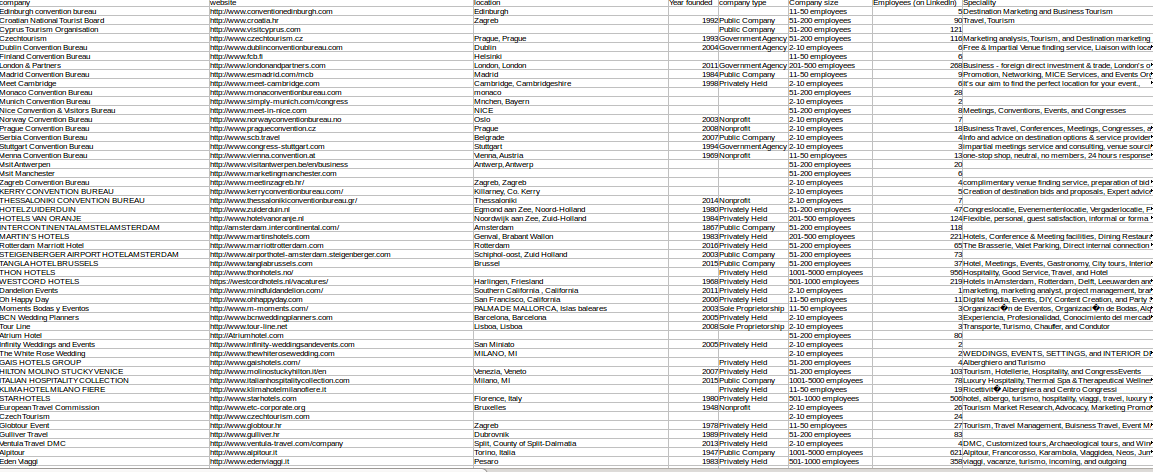 company website location Year founded company type Company size Employees (on LinkedIn) Speciality
Edinburgh convention bureau http://www.conventionedinburgh.com Edinburgh 11-50 employees 5 Destination Marketing and Business Tourism
Croatian National Tourist Board http://www.croatia.hr Zagreb 1992 Public Company 51-200 employees 90 Travel, Tourism
Cyprus Tourism Organisation http://www.visitcyprus.com Public Company 51-200 employees 121
Czechtourism http://www.czechtourism.cz Prague, Prague 1993 Government Agency 51-200 employees 116 Marketing analysis, Tourism, and Destination marketing
Dublin Convention Bureau http://www.dublinconventionbureau.com Dublin 2004 Government Agency 2-10 employees 6 Free & Impartial Venue finding service, Liaison with loca
Finland Convention Bureau http://www.fcb.fi Helsinki 11-50 employees 6
London & Partners http://www.londonandpartners.com London, London 2011 Government Agency 201-500 employees 268 Business - foreign direct investment & trade, London's o
Madrid Convention Bureau http://www.esmadrid.com/mcb Madrid 1984 Public Company 11-50 employees 9 Promotion, Networking, MICE Services, and Events Or
Meet Cambridge http://www.meet-cambridge.com Cambridge, Cambridgeshire 1998 Privately Held 2-10 employees 6 It's our aim to find the perfect location for your event.,
Monaco Convention Bureau http://www.monaconventionbureau.com monaco 51-200 employees 28
Munich Convention Bureau http://www.simply-munich.com/congress Mnchen, Bayern 2-10 employees 2
Nice Convention & Visitors Bureau http://www.meet-in-nice.com NICE 51-200 employees 8 Meetings, Conventions, Events, and Congresses
Norway Convention Bureau http://www.norwayconventionbureau.no Oslo 2003 Nonprofit 2-10 employees 7
Prague Convention Bureau http://www.pragueconvention.cz Prague 2008 Nonprofit 2-10 employees 18 Business Travel, Conferences, Meetings, Congresses, a
Serbia Convention Bureau http://www.scb.travel Belgrade 2007 Public Company 2-10 employees 4 Info and advice on destination options & service provider
Stuttgart Convention Bureau http://www.congress-stuttgart.com Stuttgart 1994 Government Agency 2-10 employees 3 impartial meetings service and consulting, venue sourci
Vienna Convention Bureau http://www.vienna.convention.at Vienna, Austria 1969 Nonprofit 11-50 employees 13 one-stop shop, neutral, no members, 24 hours response
Visit Antwerpen http://www.visitantwerpen.be/en/business Antwerp, Antwerp 51-200 employees 20
Visit Manchester http://www.marketingmanchester.com 51-200 employees 6
Zagreb Convention Bureau http://www.meetinzagreb.hr/ Zagreb, Zagreb 2-10 employees 4 complimentary venue finding service, preparation of bid
KERRY CONVENTION BUREAU http://www.kerryconventionbureau.com/ Killarney, Co. Kerry 2-10 employees 5 Creation of destination bids and proposals, Expert advic
THESSALONIKI CONVENTION BUREAU http://www.thessalonikiconventionbureau.gr/ Thessaloniki 2014 Nonprofit 2-10 employees 7
HOTEL ZUIDERDUIN http://www.zuiderduin.nl Egmond aan Zee, Noord-Holland 1980 Privately Held 51-200 employees 47 Congreslocatie, Evenementenlocatie, Vergaderlocatie, F
HOTELS VAN ORANJE http://www.hotelvanoranje.nl Noordwijk aan Zee, Zuid-Holland 1984 Privately Held 201-500 employees 124 Flexible, personal, guest satisfaction, informal or forma
INTERCONTINENTAL AMSTEL AMSTERDAM http://amsterdam.intercontinental.com/ Amsterdam 1867 Public Company 51-200 employees 118
MARTIN'S HOTELS http://www.martinshotels.com Genval, Brabant Wallon 1983 Privately Held 201-500 employees 221 Hotels, Conference & Meeting facilities, Dining Restaur
Rotterdam Marriott Hotel http://www.marriottrotterdam.com Rotterdam 2016 Privately Held 51-200 employees 65 The Brasserie, Valet Parking, Direct internal connection
STEIGENBERGER AIRPORT HOTEL AMSTERDAM http://www.airporthotel-amsterdam.steigenberger.com Schiphol-oost, Zuid Holland 2003 Public Company 51-200 employees 73
TANGLA HOTEL BRUSSELS http://www.tanglabrussels.com Brussel 2015 Public Company 51-200 employees 37 Hotel, Meetings, Events, Gastronomy, City tours, Interio
THON HOTELS http://www.thonhotels.no/ Privately Held 1001-5000 employees 956 Hospitality, Good Service, Travel, and Hotel
WESTCORD HOTELS https://westcordhotels.nl/vacatures/ Harlingen, Friesland 1968 Privately Held 501-1000 employees 219 Hotels in Amsterdam, Rotterdam, Delft, Leeuwarden an
Dandelion Events http://www.mindfuldandelion.com/ Southern California , California 2011 Privately Held 2-10 employees 1 marketing, marketing analyst, project management, bra
Oh Happy Day http://www.ohhappyday.com San Francisco, California 2006 Privately Held 11-50 employees 11 Digital Media, Events, DIY, Content Creation, and Party
Moments Bodas y Eventos http://www.m-moments.com/ PALMA DE MALLORCA, Islas baleares 2003 Sole Proprietorship 11-50 employees 3 Organizaci�n de Eventos, Organizaci�n de Bodas, Alq
BCN Wedding Planners http://www.bcnweddingplanners.com Barcelona, Barcelona 2005 Privately Held 2-10 employees 3 Experiencia, Profesionalidad, Conocimiento del mercad
Tour Line http://www.tour-line.net Lisboa, Lisboa 2008 Sole Proprietorship 2-10 employees 3 Transporte, Turismo, Chauffer, and Condutor
Atrium Hotel http://Atriumhotel.com 51-200 employees 80
Infinity Weddings and Events http://www.infinity-weddingsandevents.com San Miniato 2005 Privately Held 2-10 employees 2
The White Rose Wedding http://www.thewhiterosewedding.com MILANO, MI 2-10 employees 2 WEDDINGS, EVENTS, SETTINGS, and INTERIOR DE
GAIS HOTELS GROUP http://www.gaishotels.com/ Privately Held 51-200 employees 4 Alberghiero and Turismo
HILTON MOLINO STUCKY VENICE http://www.molinostuckyhilton.it/en Venezia, Veneto 2007 Privately Held 51-200 employees 103 Tourism, Hotellerie, Hospitality, and Congress Events
ITALIAN HOSPITALITY COLLECTION http://www.italianhospitalitycollection.com Milano, MI 2015 Public Company 1001-5000 employees 78 Luxury Hospitality, Thermal Spa & Therapeutical Wellne
KLIMA HOTEL MILANO FIERE http://www.klimahotelmilanofiere.it Privately Held 11-50 employees 19 Ricettivit� Alberghiera and Centro Congressi
STARHOTELS http://www.starhotels.com Florence, Italy 1980 Privately Held 501-1000 employees 506 hotel, albergo, turismo, hospitality, viaggi, travel, luxury
European Travel Commission http://www.etc-corporate.org Bruxelles 1948 Nonprofit 2-10 employees 26 Tourism Market Research, Advocacy, Marketing Promo
Czech Tourism http://www.czechtourism.com 2-10 employees 24
Globtour Event http://www.globtour.hr Zagreb 1978 Privately Held 11-50 employees 27 Tourism, Travel Management, Buisness Travel, Event M
Gulliver Travel http://www.gulliver.hr Dubrovnik 1989 Privately Held 51-200 employees 83
Ventula Travel DMC http://www.ventula-travel.com/company Split, County of Split-Dalmatia 2013 Privately Held 2-10 employees 4 DMC, Customized tours, Archaeological tours, and Win
Alpitour http://www.alpitour.it Torino, Italia 1947 Public Company 1001-5000 employees 621 Alpitour, Francorosso, Karambola, Viaggidea, Neos, Jum
Eden Viaggi http://www.edenviaggi.it Pesaro 1983 Privately Held 501-1000 employees 358 viaggi, vacanze, turismo, incoming, and outgoing